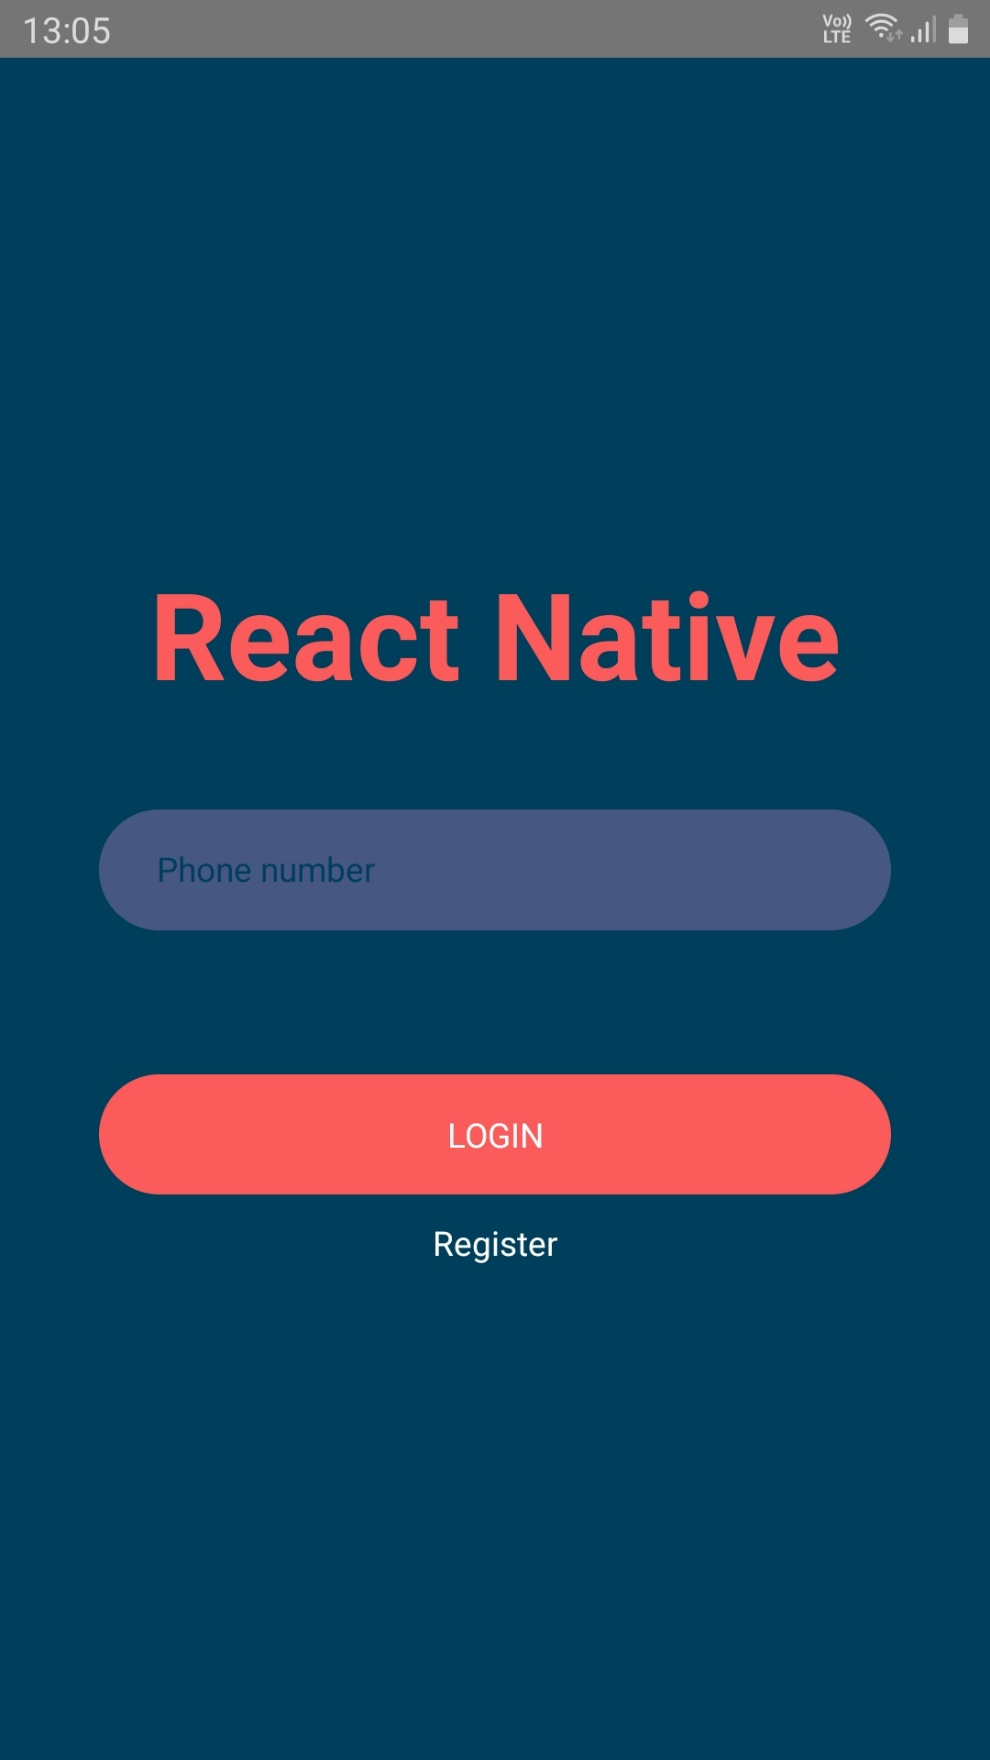 13:05
Vo))
LTE
React Native
Phone number
LOGIN
Register